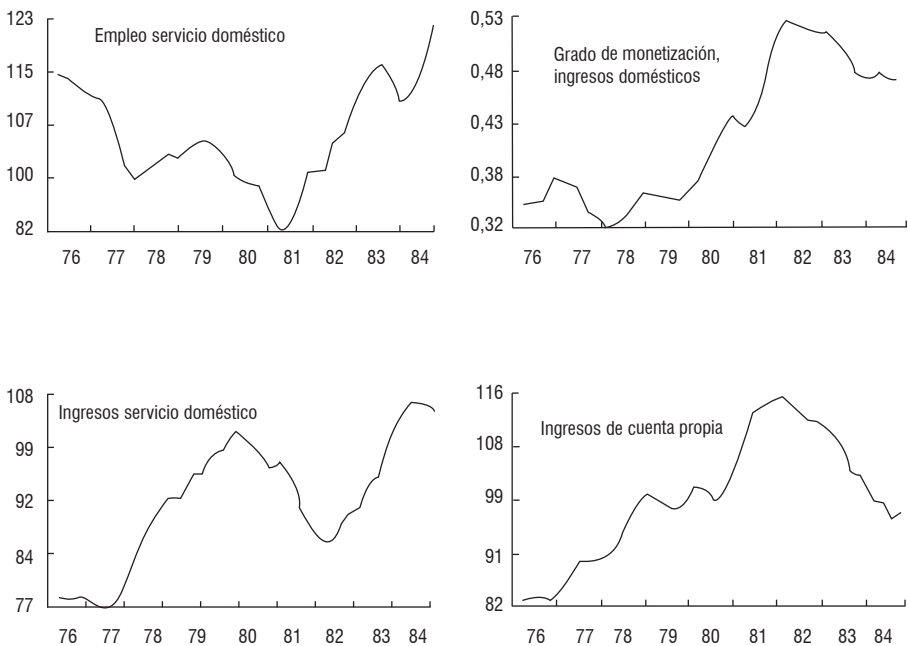 Empleo servicio doméstico
123
115
107
100
82
76 77 78 79 80 81 82 83 84
Grado de monetización,
ingresos domésticos
0,53
0,48
0,43
0,38
0,32
76 77 78 79 80 81 82 83 84
Ingresos servicio doméstico
108
99
92
84
77
76 77 78 79 80 81 82 83 84
Ingresos de cuenta propia
116
108
99
91
82
76 77 78 79 80 81 82 83 84